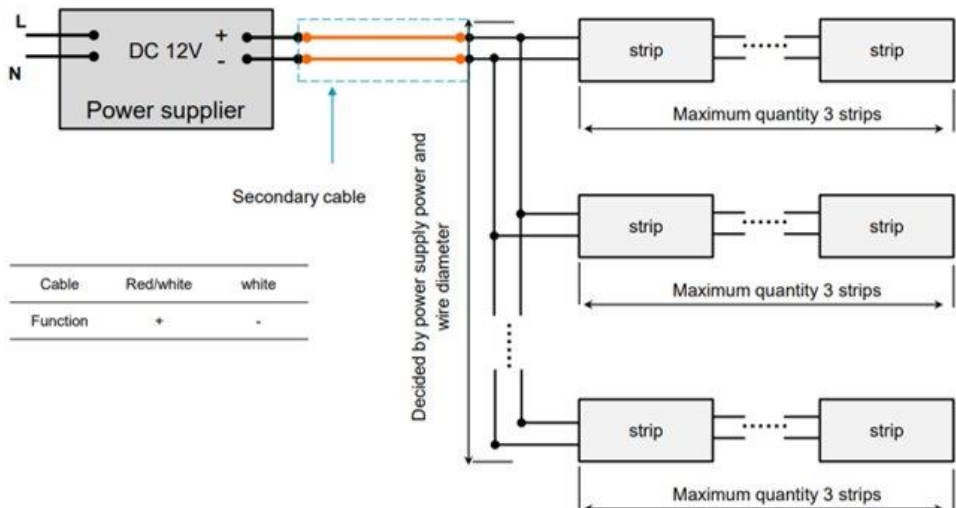 L
N
DC 12V
+
-
Power supplier
Secondary cable
Cable Red/white white
Function + -
Decided by power supply power and
wire diameter
strip
strip
Maximum quantity 3 strips
strip
strip
Maximum quantity 3 strips
strip
strip
Maximum quantity 3 strips